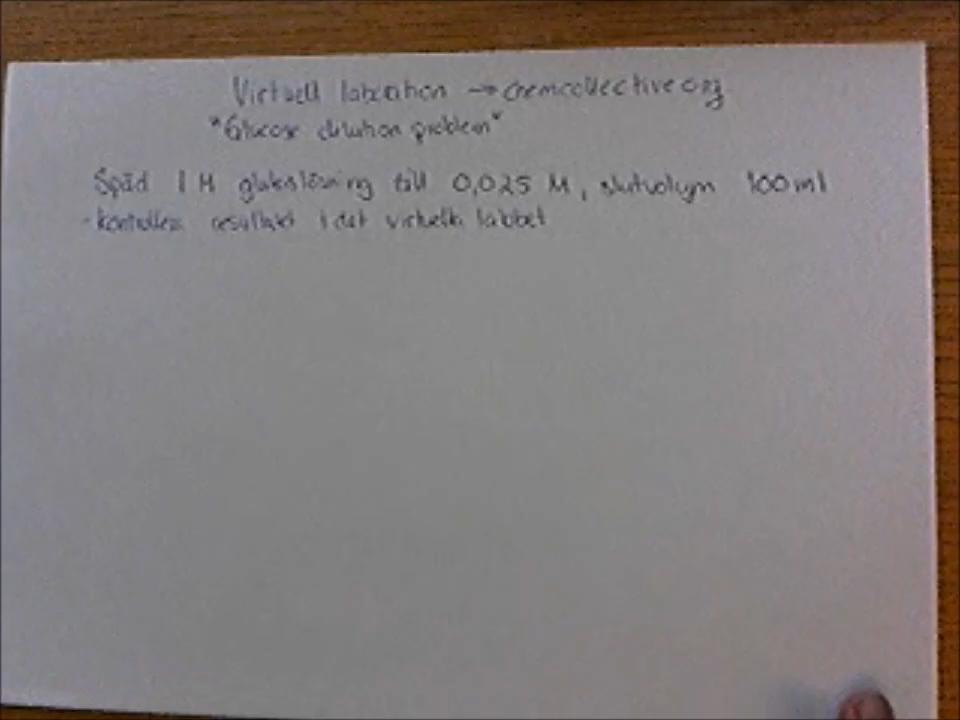 Virtuell laboration → chemcollective.org
"Glucose dilution problem"
Späd 1 M glukoslösning till 0,025 M, slutvolym 100 ml
- kontrollera resultatet i det virtuella labbet